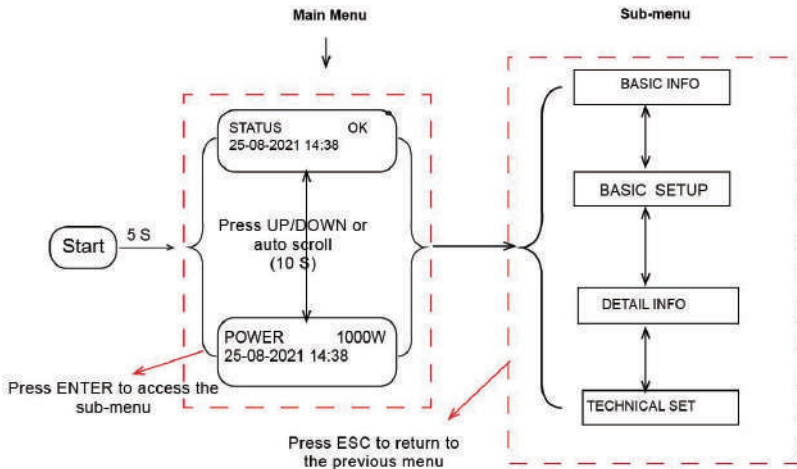 Main Menu
Sub-menu
STATUS OK
25-08-2021 14:38
Start
5 S
Press UP/DOWN or
auto scroll
(10 S)
POWER 1000W
25-08-2021 14:38
Press ENTER to access the
sub-menu
BASIC INFO
BASIC SETUP
DETAIL INFO
TECHNICAL SET
Press ESC to return to
the previous menu